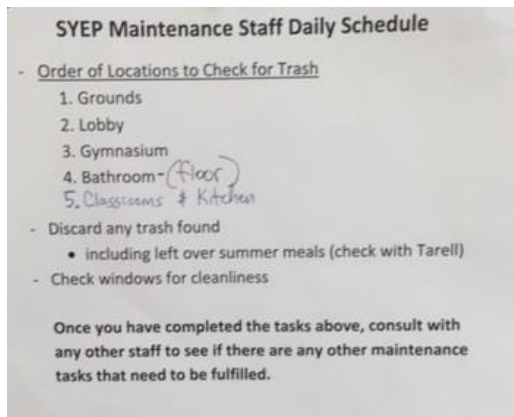 SYEP Maintenance Staff Daily Schedule
- Order of Locations to Check for Trash
1. Grounds
2. Lobby
3. Gymnasium
4. Bathroom-(floor)
5. Classrooms & Kitchen
- Discard any trash found
• including left over summer meals (check with Tarell)
- Check windows for cleanliness
Once you have completed the tasks above, consult with
any other staff to see if there are any other maintenance
tasks that need to be fulfilled.